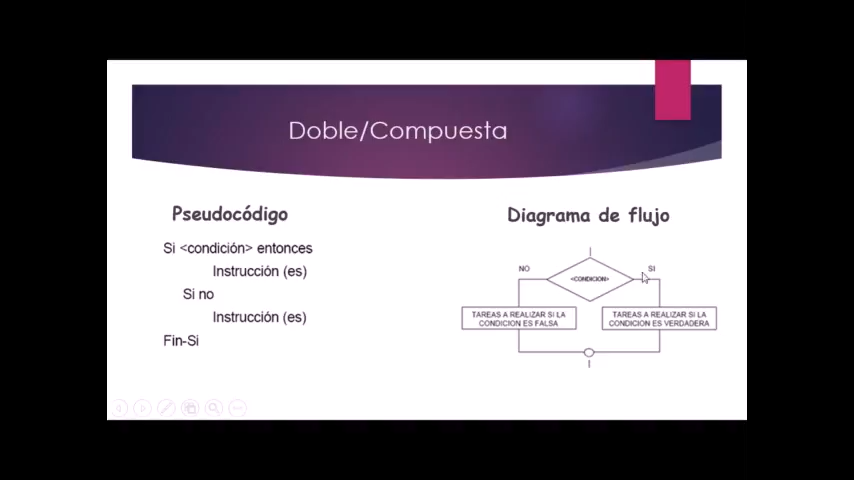 Doble/Compuesta
Pseudocódigo
Si <condición> entonces
Instrucción (es)
Si no
Instrucción (es)
Fin-Si
Diagrama de flujo
NO
<CONDICION>
SI
TAREAS A REALIZAR SI LA
CONDICION ES FALSA
TAREAS A REALIZAR SI LA
CONDICION ES VERDADERA